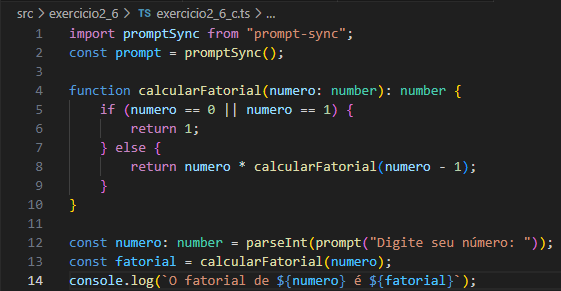 src > exercicio2_6 > TS exercicio2_6_c.ts > ...
1 import promptSync from "prompt-sync";
2 const prompt = promptSync();
3
4 function calcularFatorial(numero: number): number {
5     if (numero == 0 || numero == 1) {
6         return 1;
7     } else {
8         return numero * calcularFatorial(numero - 1);
9     }
10 }
11
12 const numero: number = parseInt(prompt("Digite seu número: "));
13 const fatorial = calcularFatorial(numero);
14 console.log(`O fatorial de ${numero} é ${fatorial}`);